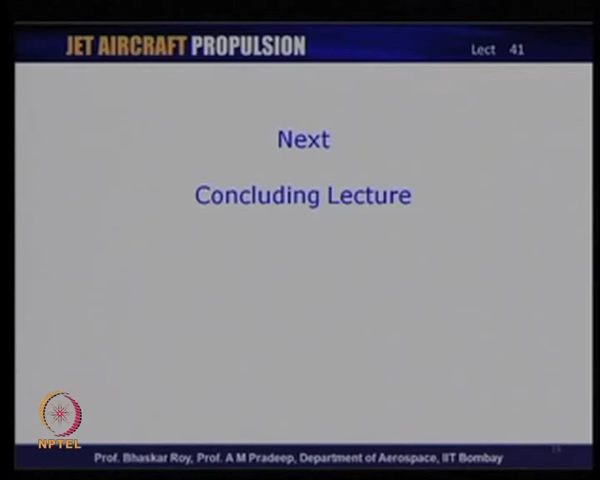 JET AIRCRAFT PROPULSION
Lect 41
Next
Concluding Lecture
NPTEL
Prof. Bhaskar Roy, Prof. A M Pradeep, Department of Aerospace, IIT Bombay